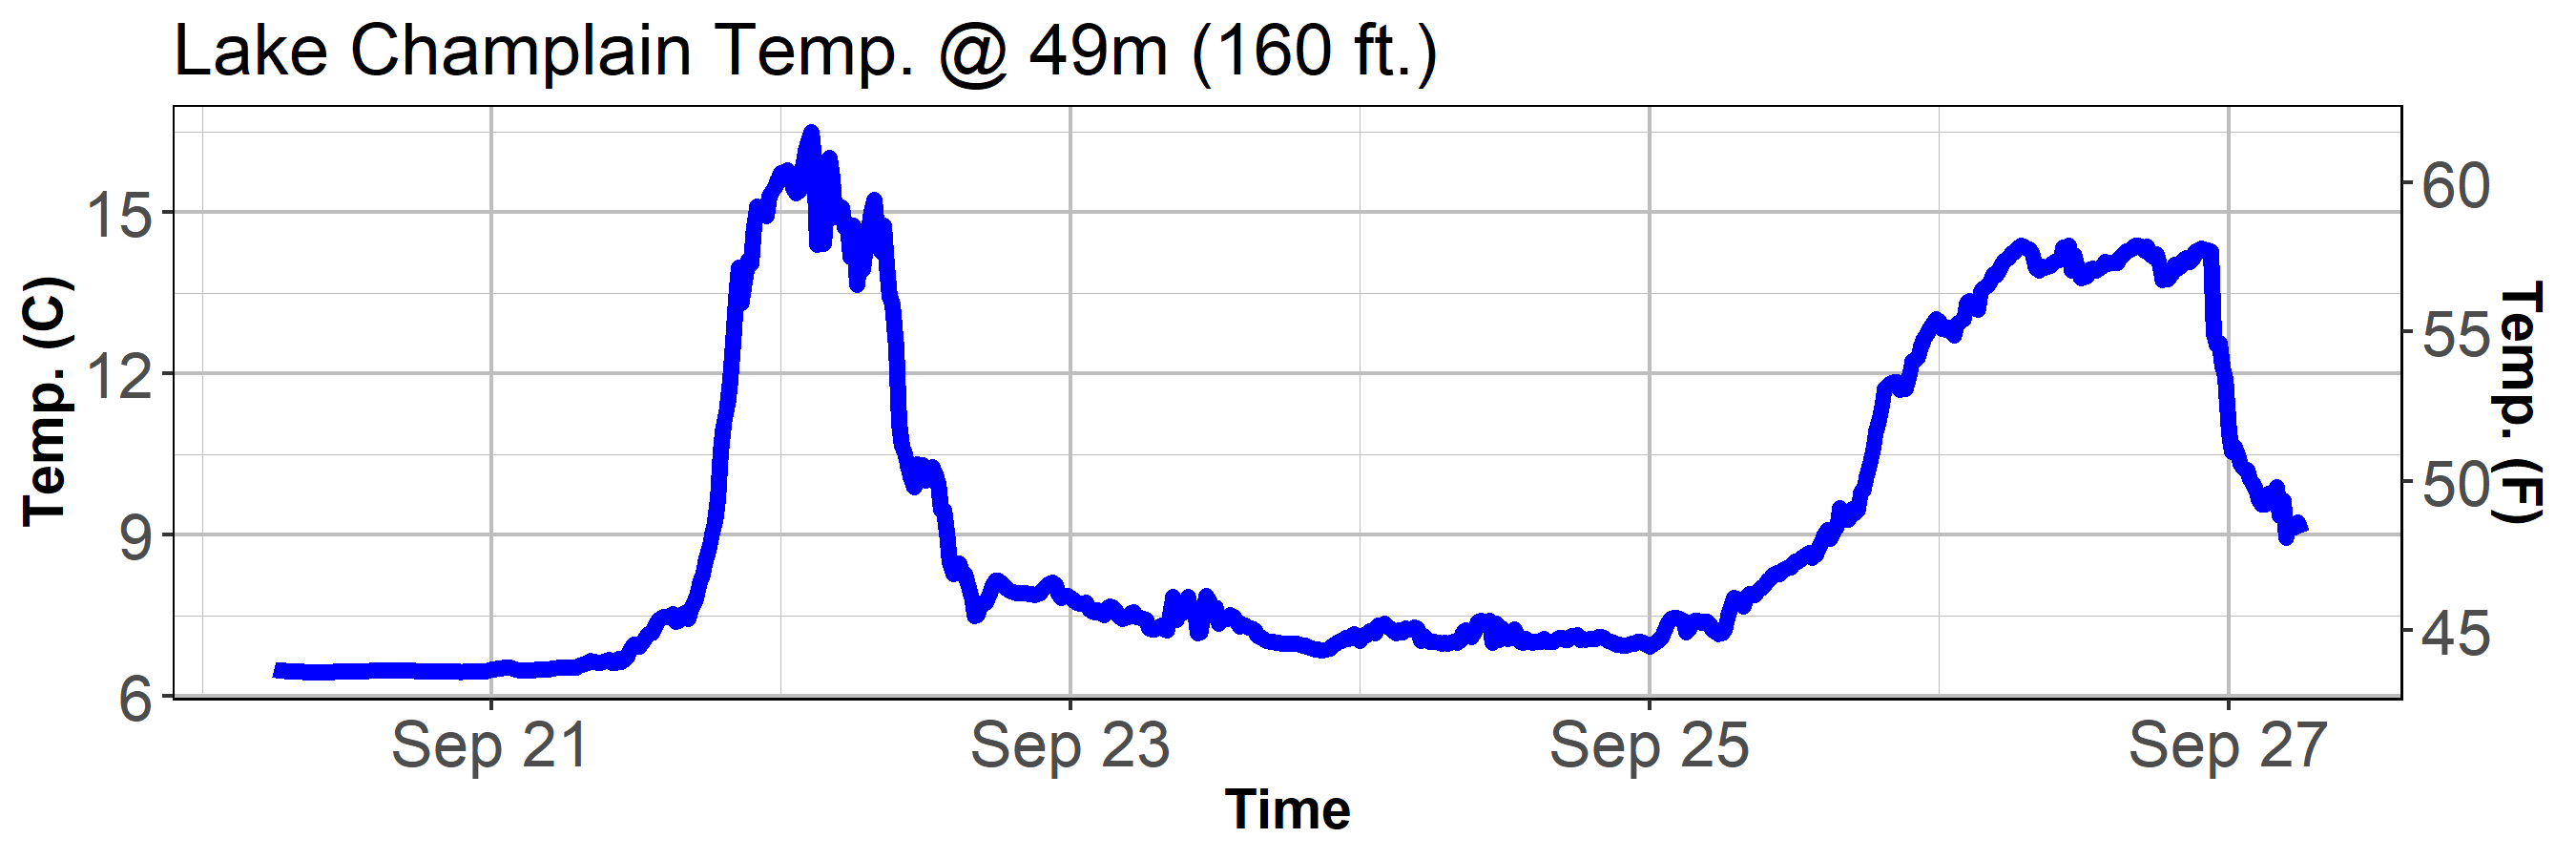 Lake Champlain Temp. @ 49m (160 ft.)
Temp. (C)
15
12
9
6
60
55
50
45
Temp. (F)
Sep 21 Sep 23 Sep 25 Sep 27
Time